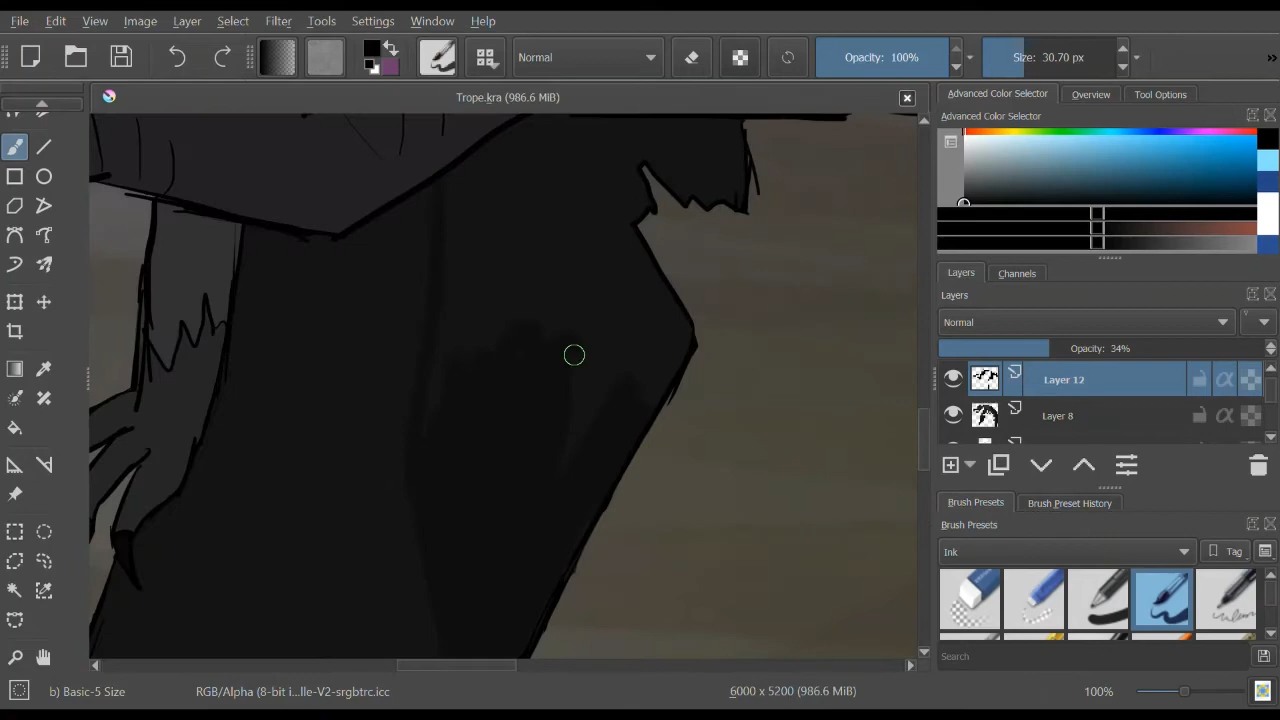 File Edit View Image Layer Select Filter Tools Settings Window Help
Normal Opacity: 100% Size: 30.70 px »
Trope.kra (986.6 MiB)
Advanced Color Selector Overview Tool Options
Advanced Color Selector
Layers Channels
Layers
Normal
Opacity: 34%
Layer 12
Layer 8
Brush Presets Brush Preset History
Brush Presets
Ink Tag
Search
b) Basic-5 Size RGB/Alpha (8-bit i...lle-V2-srgbtrc.icc 6000 x 5200 (986.6 MiB) 100%